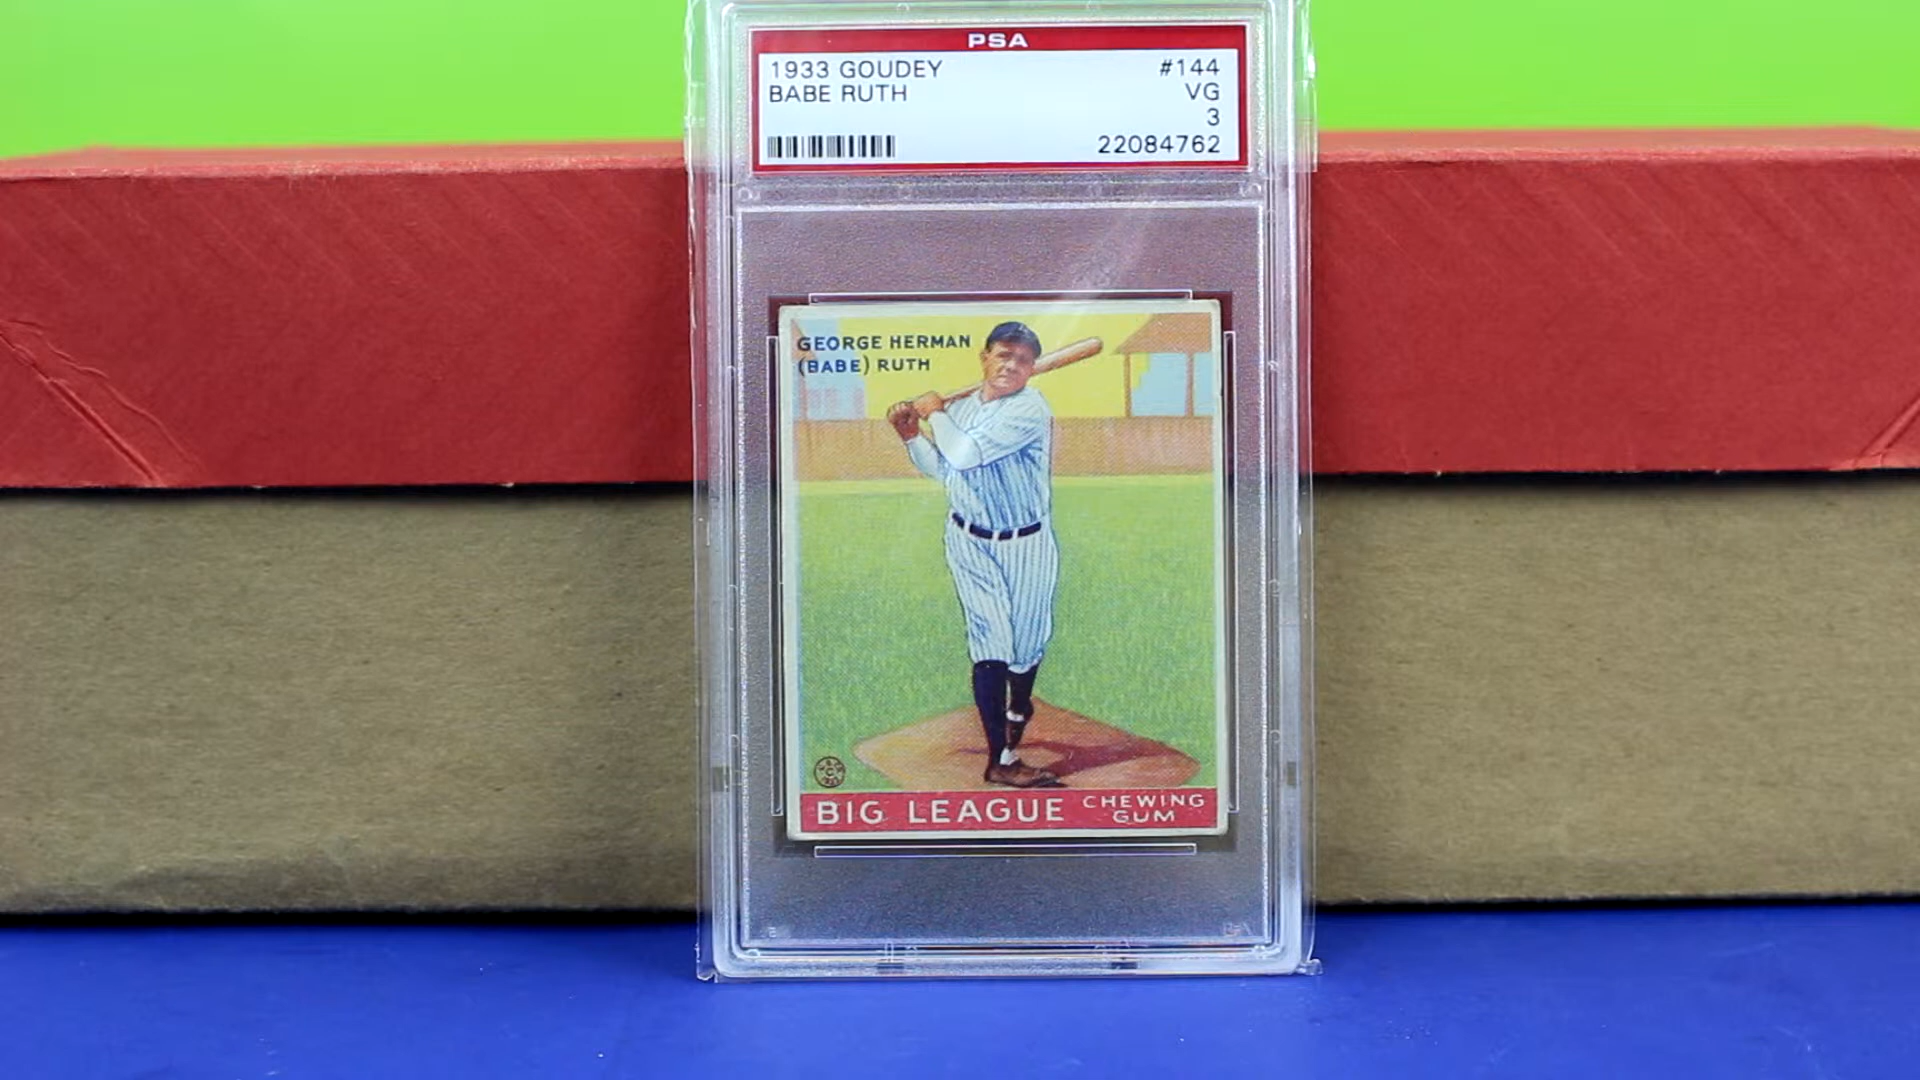 PSA
1933 GOUDEY #144
BABE RUTH VG
3
22084762
GEORGE HERMAN
(BABE) RUTH
BIG LEAGUE CHEWING
GUM